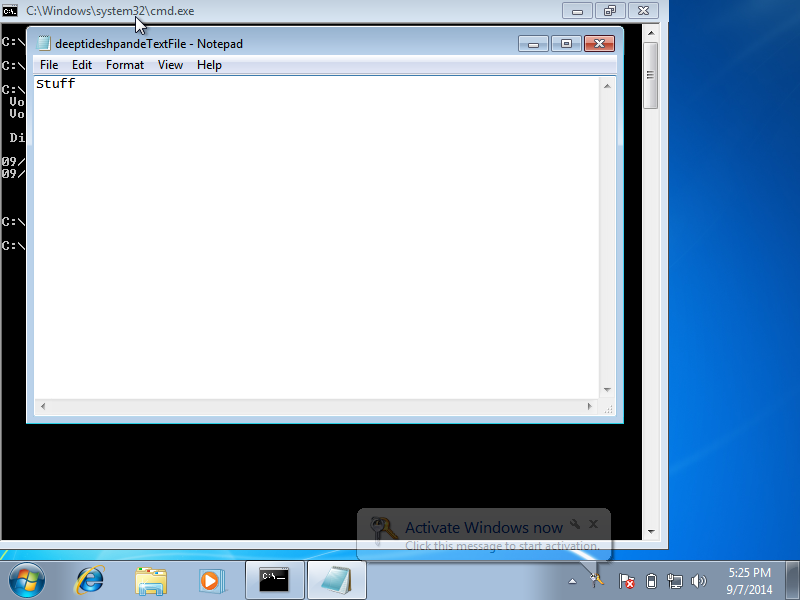 C:\Windows\system32\cmd.exe
C:\
deeptideshpandeTextFile - Notepad
C:\
File Edit Format View Help
C:\
Stuff
Vo
Vo
Di
09/
09/
C:\
C:\
Activate Windows now
Click this message to start activation.
C:\
5:25 PM
9/7/2014